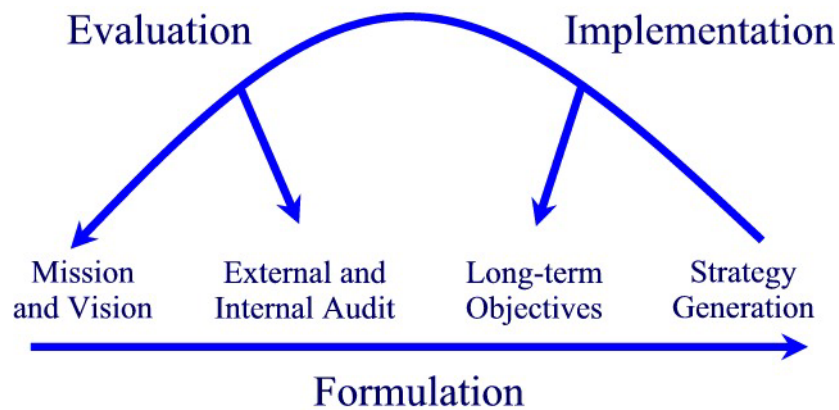 Evaluation
Implementation
Mission
and Vision
External and
Internal Audit
Long-term
Objectives
Strategy
Generation
Formulation